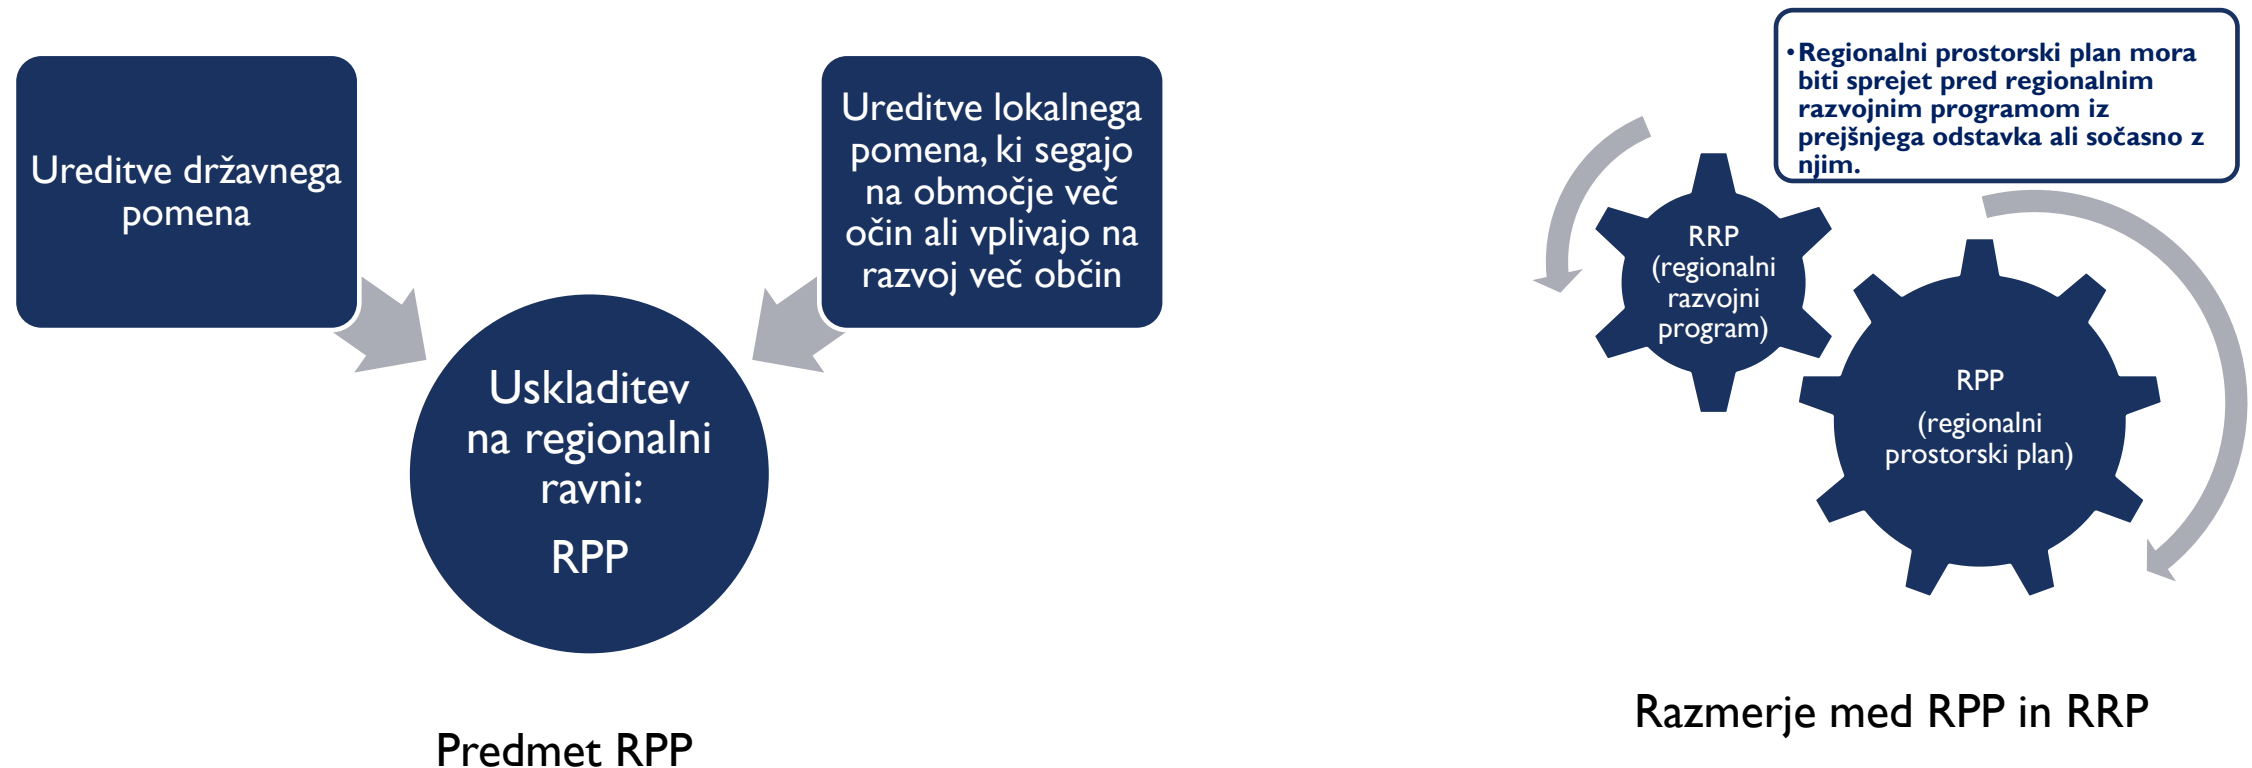 Ureditve državnega
pomena
Ureditve lokalnega
pomena, ki segajo
na območje več
očin ali vplivajo na
razvoj več občin
Uskladitev
na regionalni
ravni:
RPP
Predmet RPP
•Regionalni prostorski plan mora
biti sprejet pred regionalnim
razvojnim programom iz
prejšnjega odstavka ali sočasno z
njim.
RRP
(regionalni
razvojni
program)
RPP
(regionalni
prostorski plan)
Razmerje med RPP in RRP